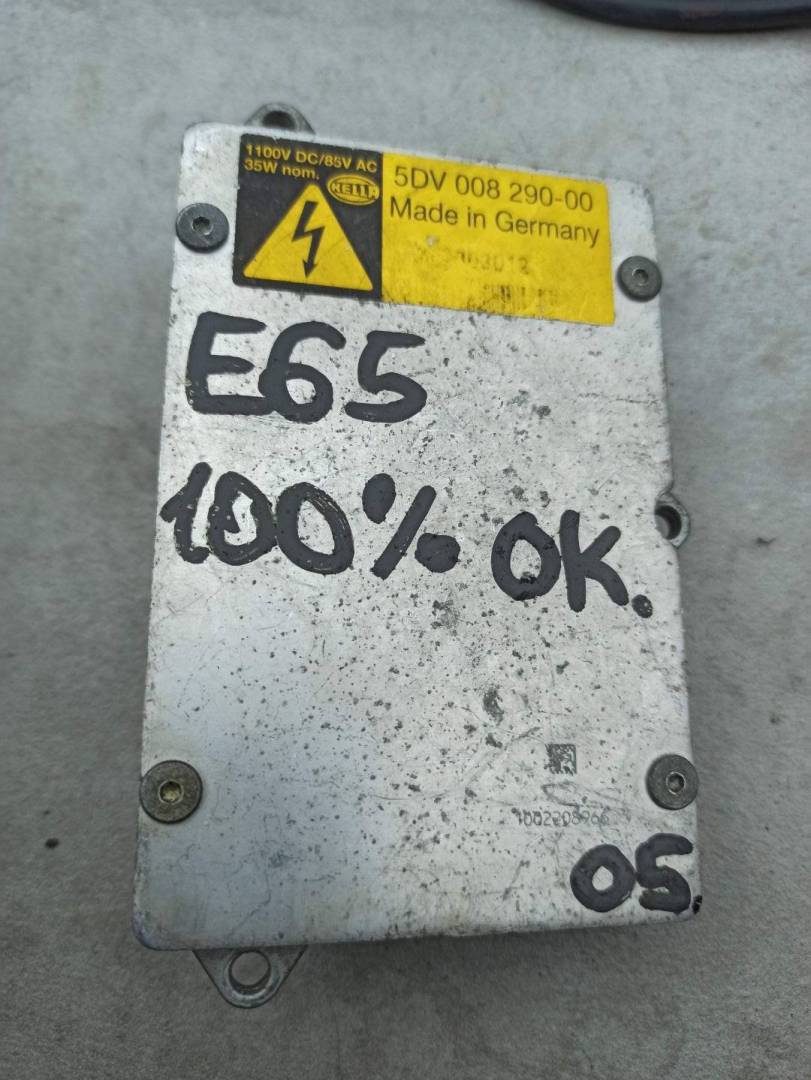 1100V DC/85V AC
35W nom.
HELLA
5DV 008 290-00
Made in Germany
E65
100% OK.
05.